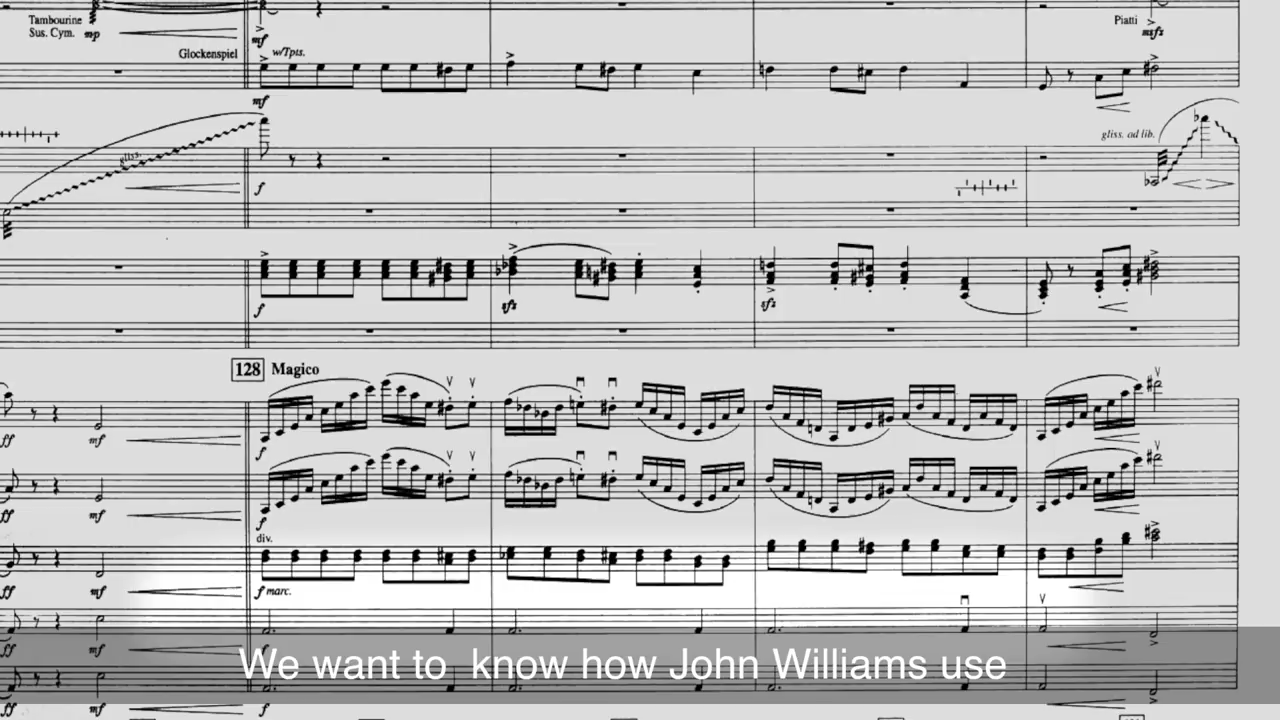 Tambourine
Sus. Cym. mp
mf
Piatti
msfz
Glockenspiel
w/Tpts.
mf
gliss.
f
gliss. ad lib.
f
sfz
sfz
128 Magico
ff
mf
f
ff
mf
f
div.
ff
mf
f marc.
ff
mf
f
We want to  know how John Williams use
ff
mf
f